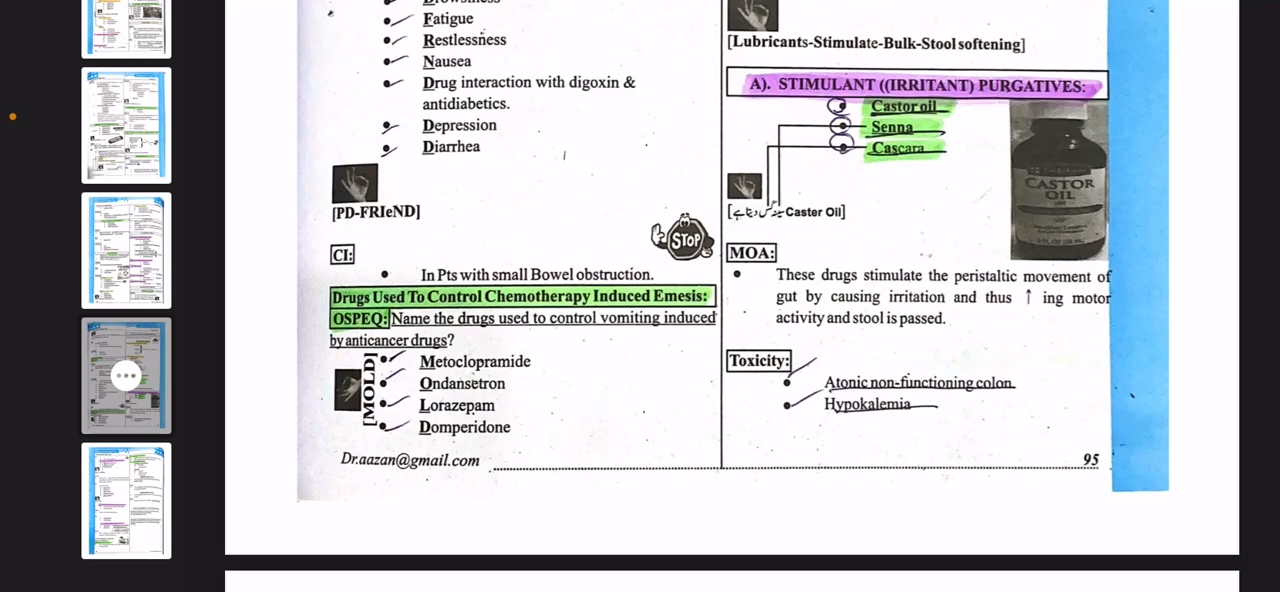 Fatigue
Restlessness
Nausea
Drug interaction with digoxin &
antidiabetics.
Depression
Diarrhea
[PD-FRIeND]
STOP
CI:
In Pts with small Bowel obstruction.
Drugs Used To Control Chemotherapy Induced Emesis:
OSPEQ: Name the drugs used to control vomiting induced
by anticancer drugs?
[MOLD]
Metoclopramide
Ondansetron
Lorazepam
Domperidone
Dr.aazan@gmail.com
[Lubricants-Stimulate-Bulk-Stool softening]
A). STIMULANT ((IRRITANT) PURGATIVES:
Castor oil
Senna
Cascara
CASTOR
OIL
Caster Oil]
MOA:
These drugs stimulate the peristaltic movement of
gut by causing irritation and thus ↑ ing motor
activity and stool is passed.
Toxicity:
Atonic non-functioning colon
Hypokalemia
95